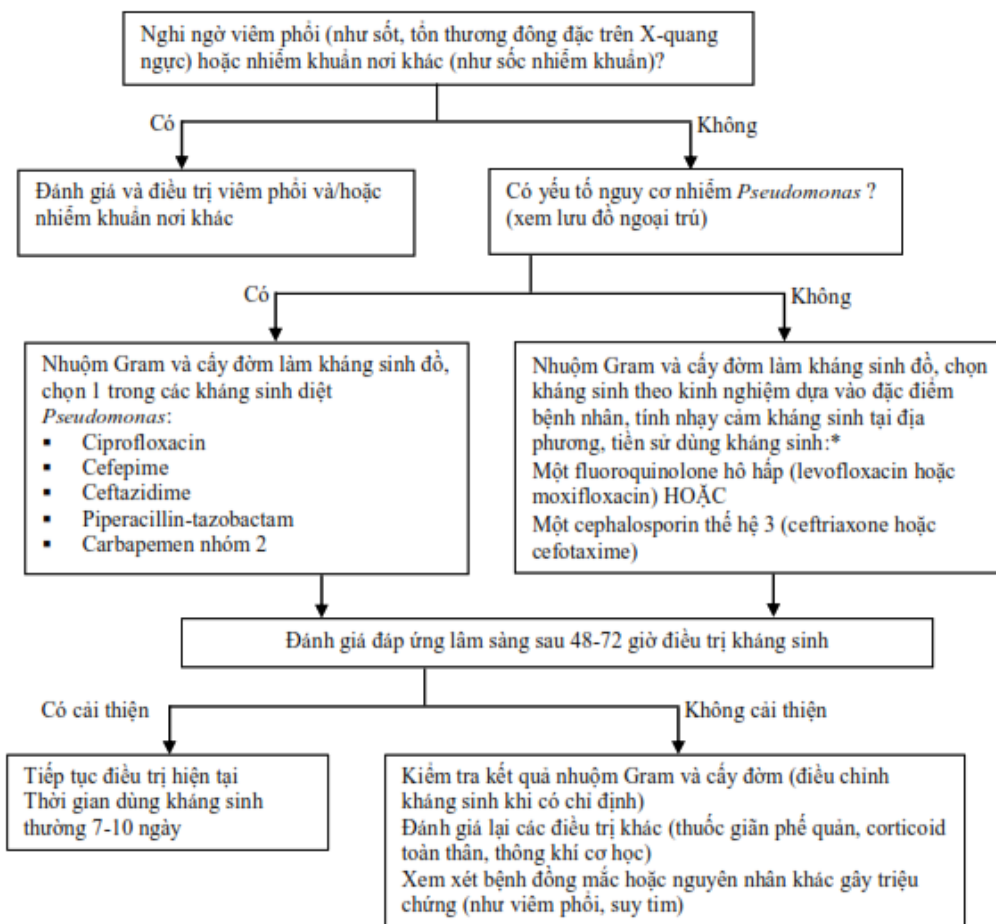 Nghi ngờ viêm phổi (như sốt, tổn thương đông đặc trên X-quang
ngực) hoặc nhiễm khuẩn nơi khác (như sốc nhiễm khuẩn)?
Có
Không
Đánh giá và điều trị viêm phổi và/hoặc
nhiễm khuẩn nơi khác
Có yếu tố nguy cơ nhiễm Pseudomonas ?
(xem lưu đồ ngoại trú)
Có
Không
Nhuộm Gram và cấy đờm làm kháng sinh đồ,
chọn 1 trong các kháng sinh diệt
Pseudomonas:
▪ Ciprofloxacin
▪ Cefepime
▪ Ceftazidime
▪ Piperacillin-tazobactam
▪ Carbapemen nhóm 2
Nhuộm Gram và cấy đờm làm kháng sinh đồ, chọn
kháng sinh theo kinh nghiệm dựa vào đặc điểm
bệnh nhân, tính nhạy cảm kháng sinh tại địa
phương, tiền sử dùng kháng sinh:*
Một fluoroquinolone hô hấp (levofloxacin hoặc
moxifloxacin) HOẶC
Một cephalosporin thế hệ 3 (ceftriaxone hoặc
cefotaxime)
Đánh giá đáp ứng lâm sàng sau 48-72 giờ điều trị kháng sinh
Có cải thiện
Không cải thiện
Tiếp tục điều trị hiện tại
Thời gian dùng kháng sinh
thường 7-10 ngày
Kiểm tra kết quả nhuộm Gram và cấy đờm (điều chỉnh
kháng sinh khi có chỉ định)
Đánh giá lại các điều trị khác (thuốc giãn phế quản, corticoid
toàn thân, thông khí cơ học)
Xem xét bệnh đồng mắc hoặc nguyên nhân khác gây triệu
chứng (như viêm phổi, suy tim)